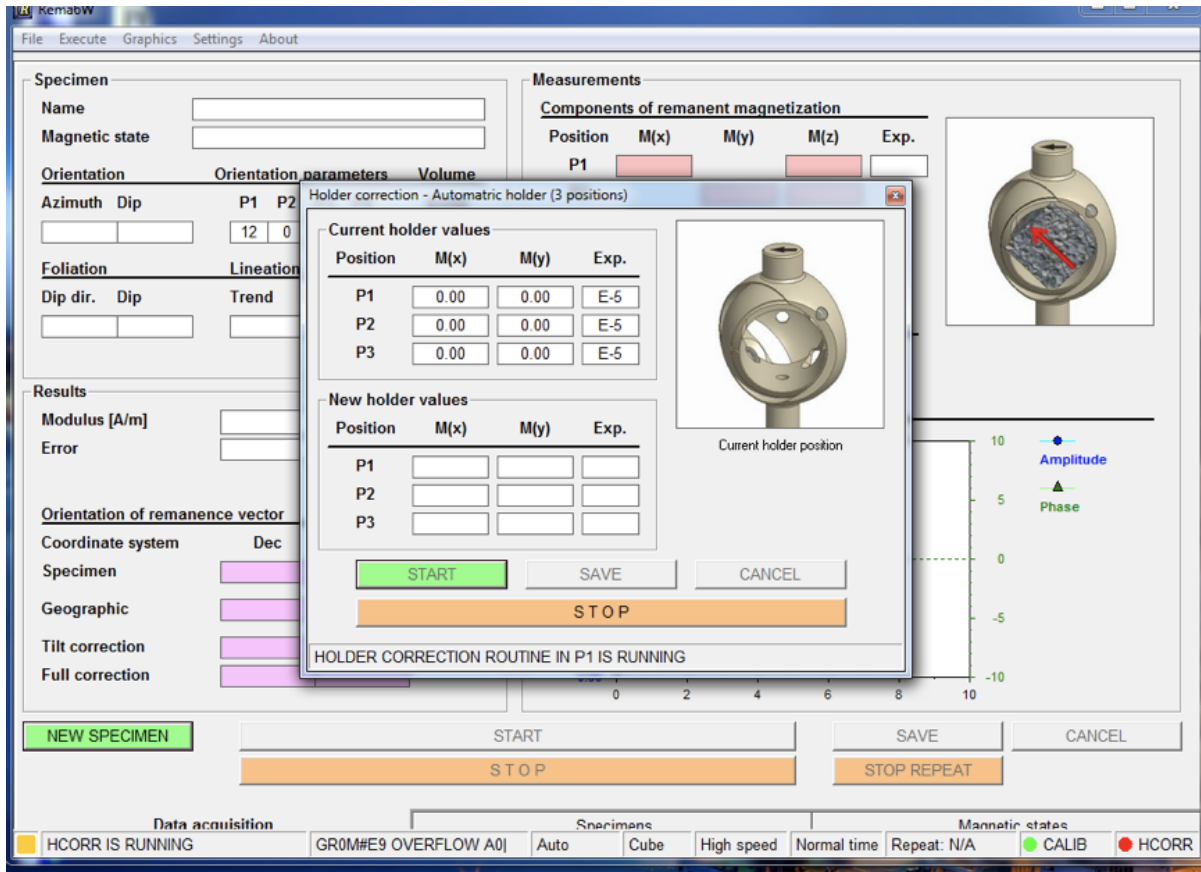 Rema6W
File Execute Graphics Settings About
Specimen
Name
Magnetic state
Orientation Orientation parameters Volume
Azimuth Dip P1 P2
12 0
Foliation Lineation
Dip dir. Dip Trend
Measurements
Components of remanent magnetization
Position M(x) M(y) M(z) Exp.
P1
Holder correction - Automatric holder (3 positions)
Current holder values
Position M(x) M(y) Exp.
P1 0.00 0.00 E-5
P2 0.00 0.00 E-5
P3 0.00 0.00 E-5
New holder values
Position M(x) M(y) Exp.
P1
P2
P3
Current holder position
START SAVE CANCEL
STOP
HOLDER CORRECTION ROUTINE IN P1 IS RUNNING
Results
Modulus [A/m]
Error
Orientation of remanence vector
Coordinate system Dec
Specimen
Geographic
Tilt correction
Full correction
10
5
0
-5
-10
Amplitude
Phase
0 2 4 6 8 10
NEW SPECIMEN START SAVE CANCEL
STOP STOP REPEAT
Data acquisition Specimens Magnetic states
HCORR IS RUNNING GR0M#E9 OVERFLOW A0| Auto Cube High speed Normal time Repeat: N/A CALIB HCORR